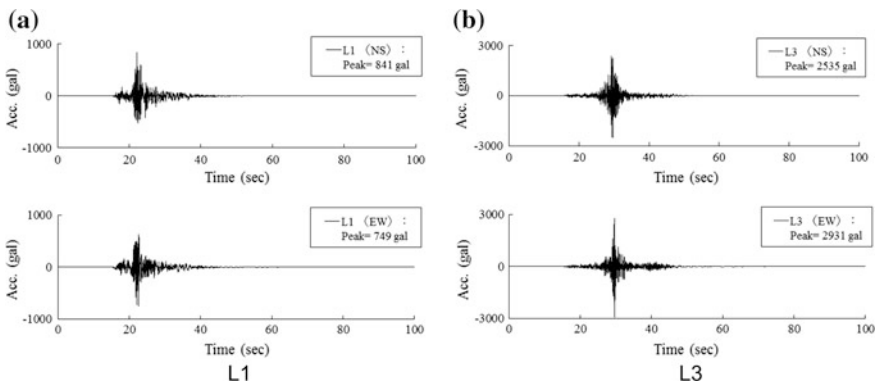 (a)
1000
0
-1000
Acc. (gal)
L1 （NS）：
Peak= 841 gal
0 20 40 60 80 100
Time (sec)
1000
0
-1000
Acc. (gal)
L1 （EW）：
Peak= 749 gal
0 20 40 60 80 100
Time (sec)
L1
(b)
3000
0
-3000
Acc. (gal)
L3 （NS）：
Peak= 2535 gal
0 20 40 60 80 100
Time (sec)
3000
0
-3000
Acc. (gal)
L3 （EW）：
Peak= 2931 gal
0 20 40 60 80 100
Time (sec)
L3